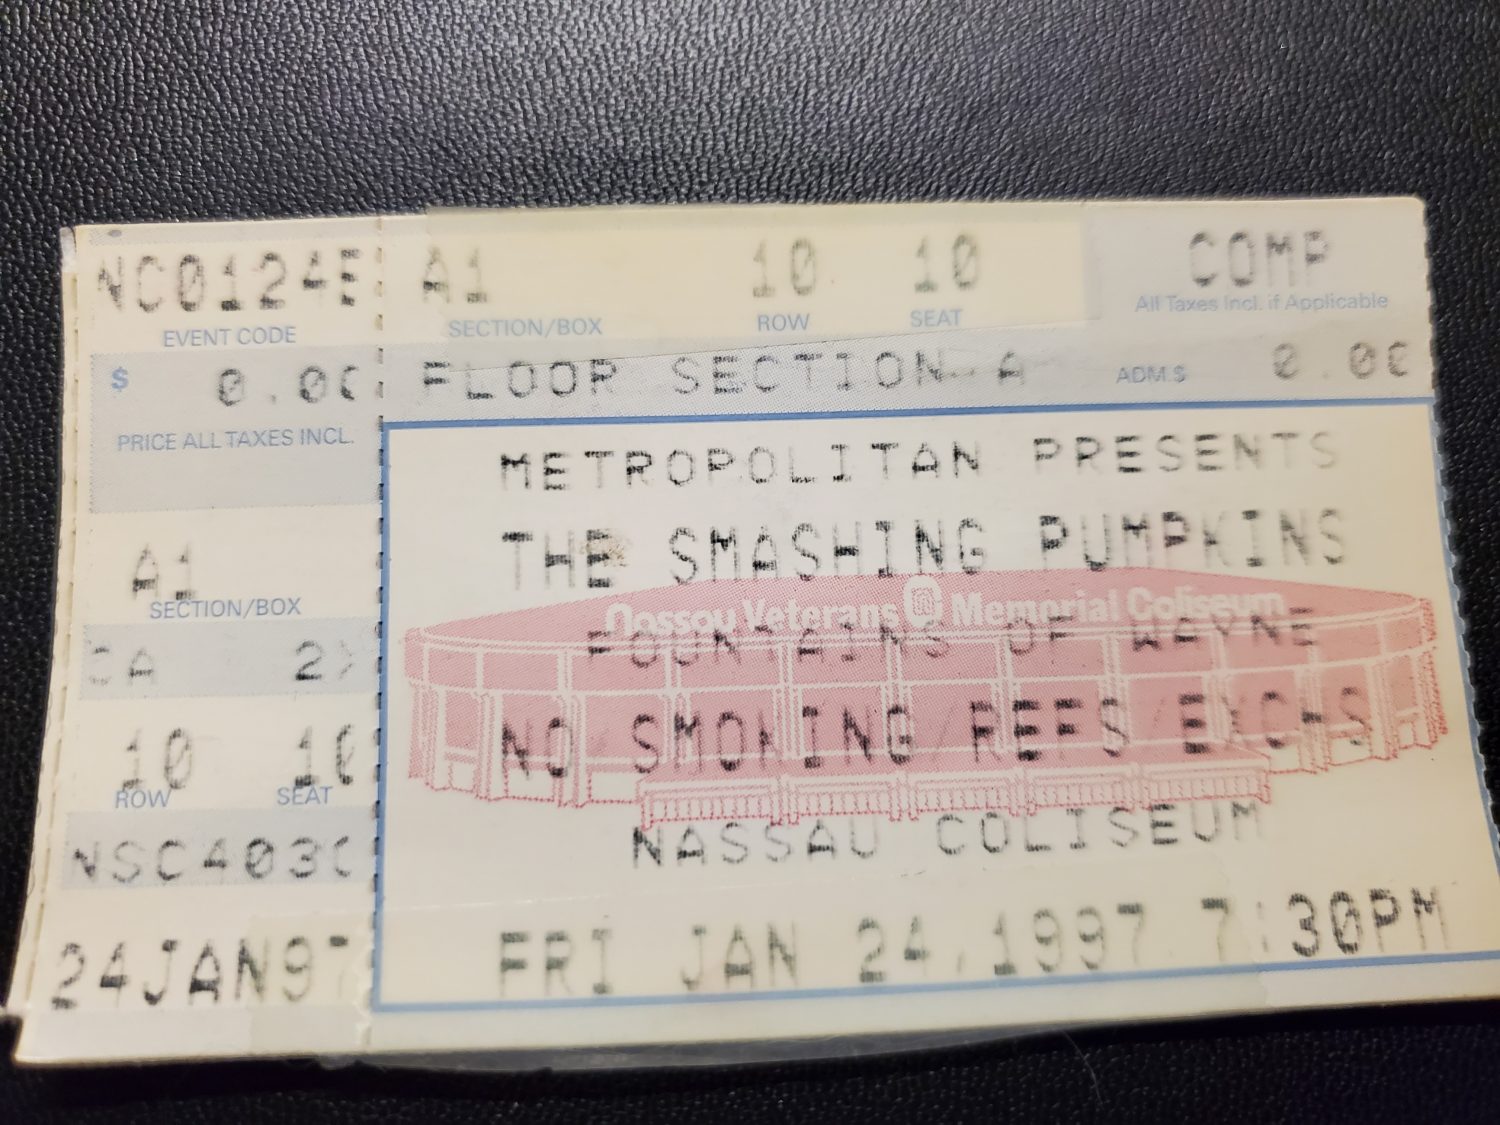 NC0124E A1 10 10 COMP
EVENT CODE SECTION/BOX ROW SEAT All Taxes Incl. if Applicable
$ 0.00 FLOOR SECTION A ADM.$ 0.00
PRICE ALL TAXES INCL.
METROPOLITAN PRESENTS
THE SMASHING PUMPKINS
Nassau Veterans Memorial Coliseum
FOUNTAINS OF WAYNE
NO SMOKING/REFS/EXCHS
NASSAU COLISEUM
FRI JAN 24,1997 7:30PM
A1
SECTION/BOX
CA 2X
10 10
ROW SEAT
NSC403
24JAN97